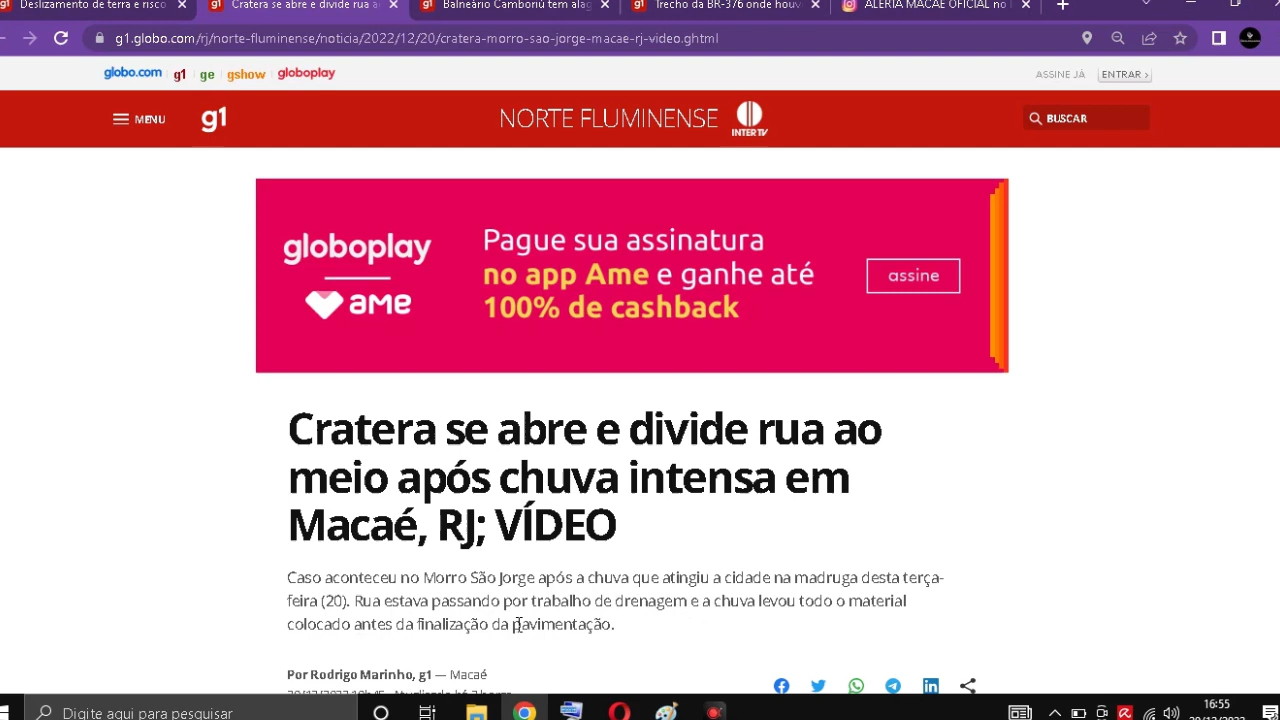 Deslizamento de terra e risco
Cratera se abre e divide rua a
Balneário Camboriú tem alag
Trecho da BR-376 onde houv
ALERTA MACAÉ OFICIAL no I
g1.globo.com/rj/norte-fluminense/noticia/2022/12/20/cratera-morro-sao-jorge-macae-rj-video.ghtml
globo.com g1 ge gshow globoplay
ASSINE JÁ ENTRAR ›
MENU g1 NORTE FLUMINENSE INTER TV BUSCAR
globoplay
ame
Pague sua assinatura
no app Ame e ganhe até
100% de cashback
assine
Cratera se abre e divide rua ao
meio após chuva intensa em
Macaé, RJ; VÍDEO
Caso aconteceu no Morro São Jorge após a chuva que atingiu a cidade na madruga desta terça-
feira (20). Rua estava passando por trabalho de drenagem e a chuva levou todo o material
colocado antes da finalização da pavimentação.
Por Rodrigo Marinho, g1 — Macaé
Digite aqui para pesquisar
16:55